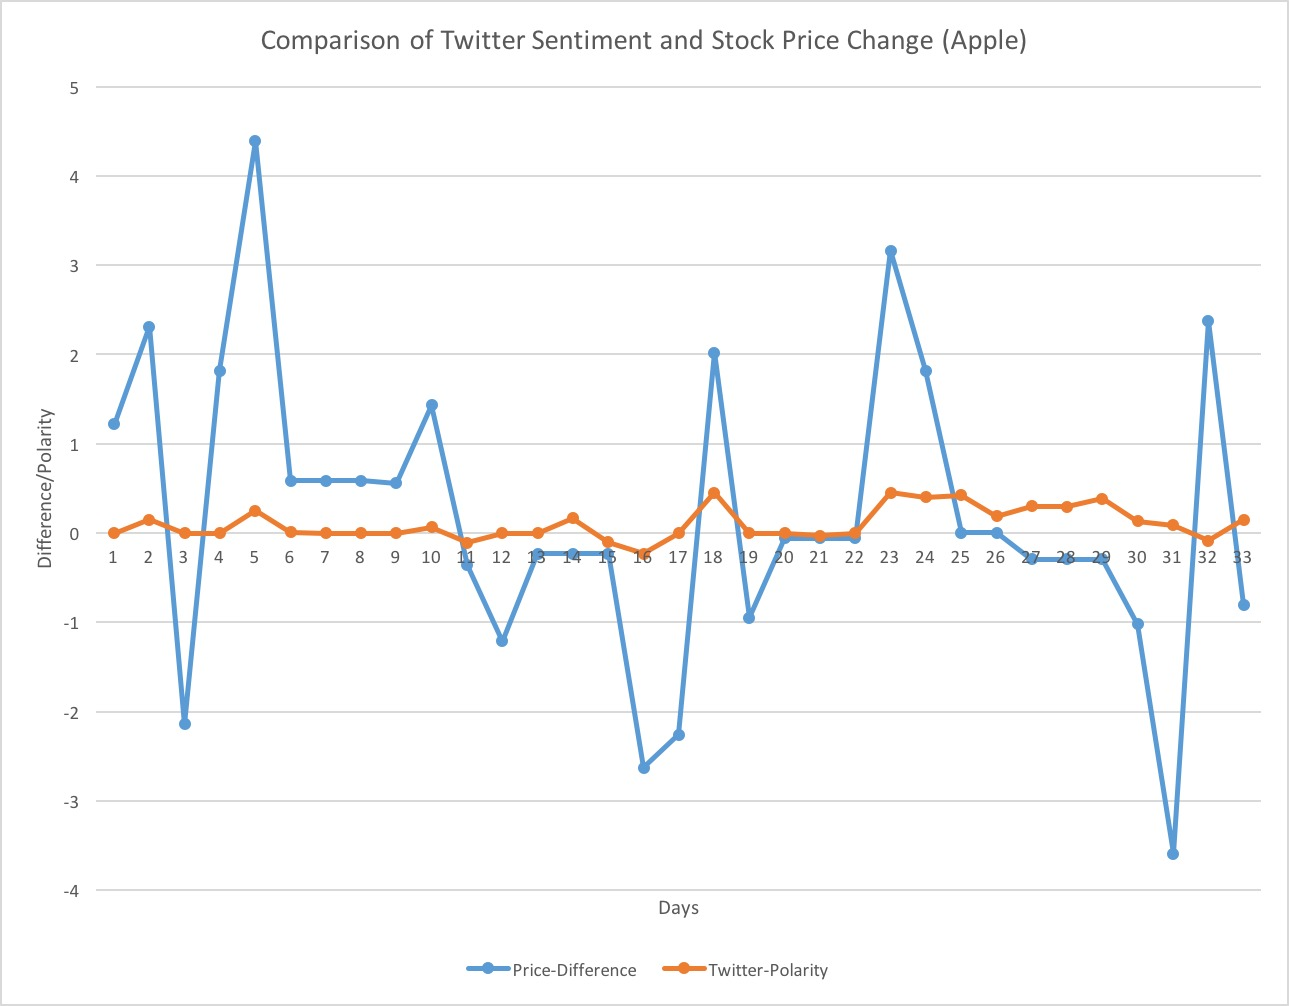 Comparison of Twitter Sentiment and Stock Price Change (Apple)
5
4
3
2
1
0
-1
-2
-3
-4
Difference/Polarity
1 2 3 4 5 6 7 8 9 10 11 12 13 14 15 16 17 18 19 20 21 22 23 24 25 26 27 28 29 30 31 32 33
Days
Price-Difference Twitter-Polarity